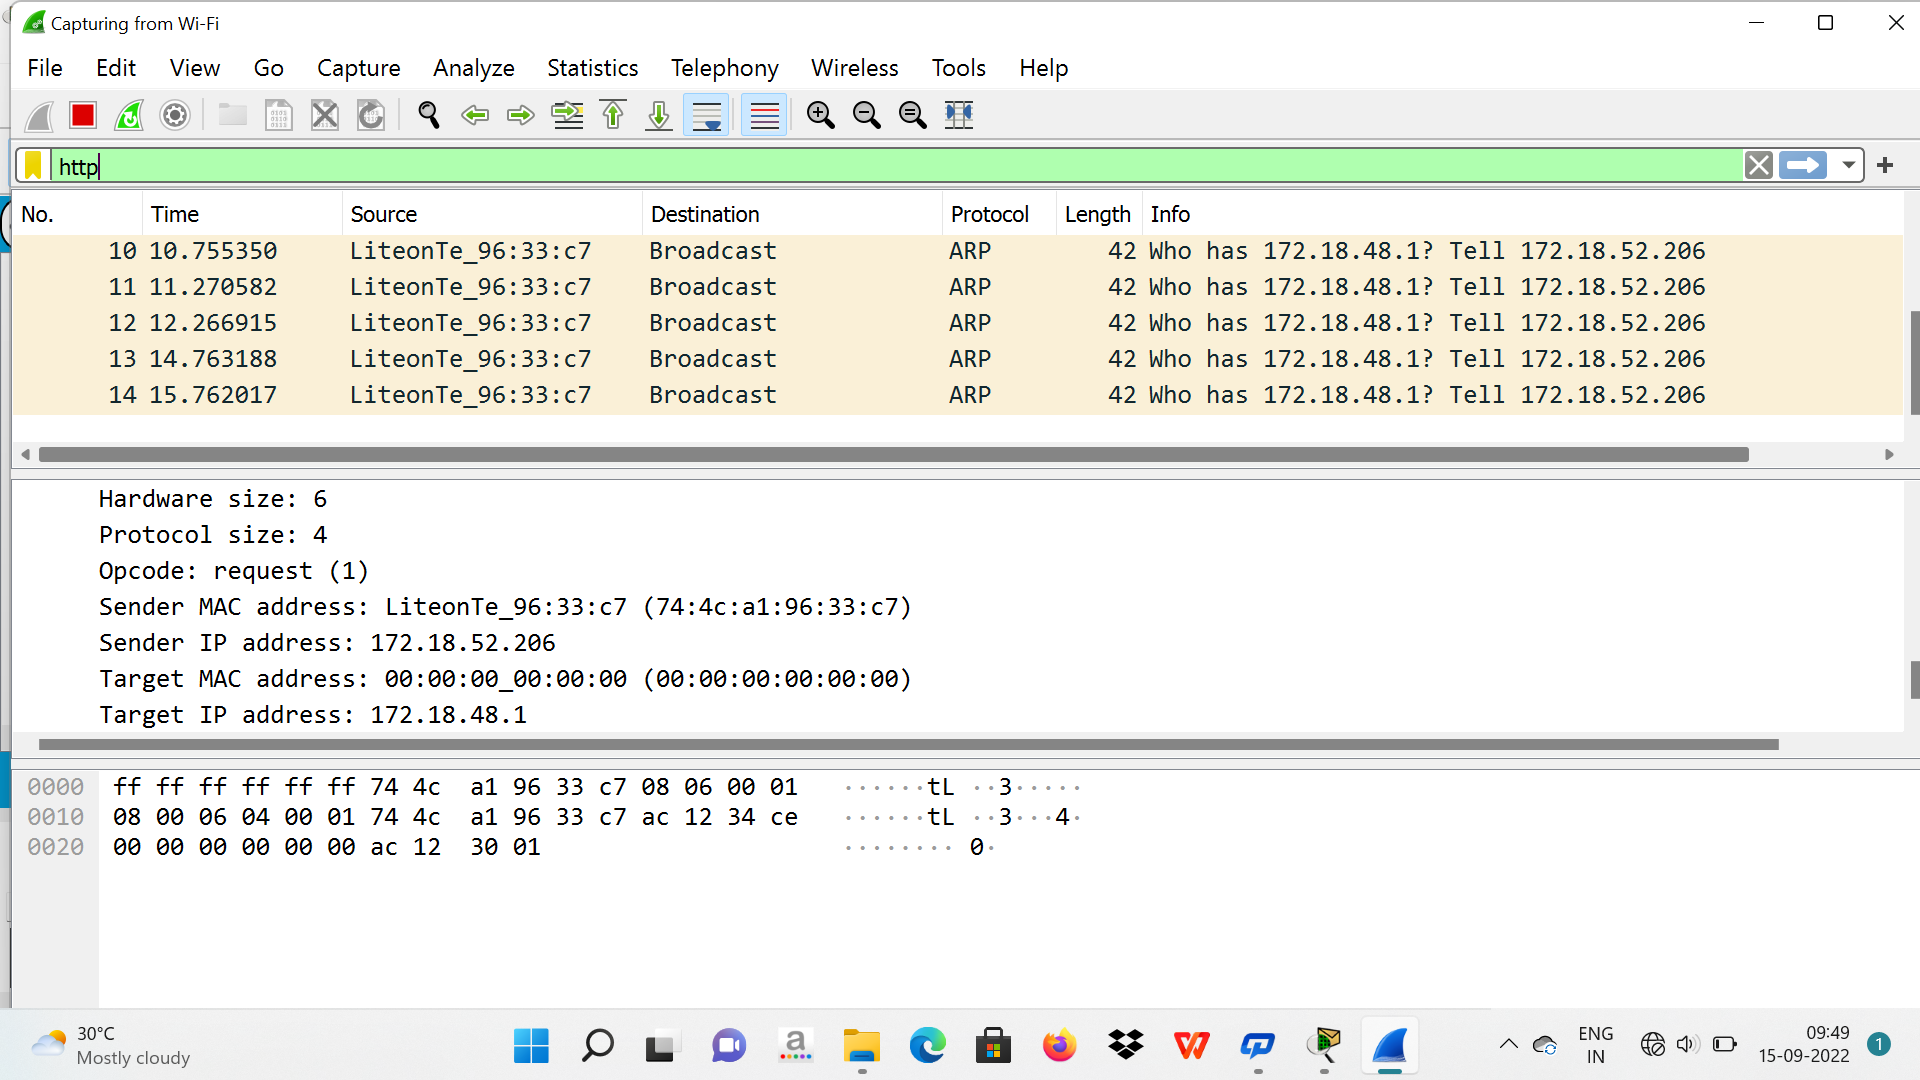 Capturing from Wi-Fi
File Edit View Go Capture Analyze Statistics Telephony Wireless Tools Help
http
No. Time Source Destination Protocol Length Info
10 10.755350 LiteonTe_96:33:c7 Broadcast ARP 42 Who has 172.18.48.1? Tell 172.18.52.206
11 11.270582 LiteonTe_96:33:c7 Broadcast ARP 42 Who has 172.18.48.1? Tell 172.18.52.206
12 12.266915 LiteonTe_96:33:c7 Broadcast ARP 42 Who has 172.18.48.1? Tell 172.18.52.206
13 14.763188 LiteonTe_96:33:c7 Broadcast ARP 42 Who has 172.18.48.1? Tell 172.18.52.206
14 15.762017 LiteonTe_96:33:c7 Broadcast ARP 42 Who has 172.18.48.1? Tell 172.18.52.206
Hardware size: 6
Protocol size: 4
Opcode: request (1)
Sender MAC address: LiteonTe_96:33:c7 (74:4c:a1:96:33:c7)
Sender IP address: 172.18.52.206
Target MAC address: 00:00:00_00:00:00 (00:00:00:00:00:00)
Target IP address: 172.18.48.1
0000 ff ff ff ff ff ff 74 4c a1 96 33 c7 08 06 00 01 ······tL ··3·····
0010 08 00 06 04 00 01 74 4c a1 96 33 c7 ac 12 34 ce ······tL ··3···4·
0020 00 00 00 00 00 00 ac 12 30 01 ········ 0·
30°C
Mostly cloudy
ENG
IN
09:49
15-09-2022
1